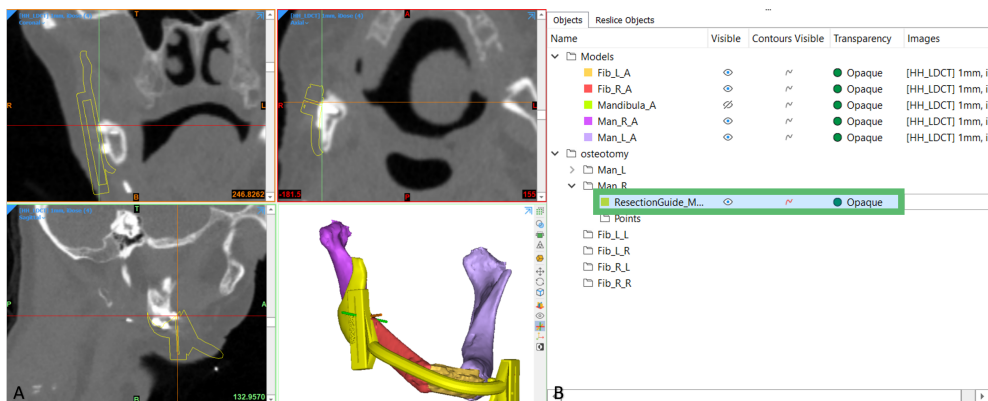 T
R
L
B
246.8262
A
R
L
-181.5
P
155
T
P
A
B
132.9570
A
...
Objects Reslice Objects
Name Visible Contours Visible Transparency Images
Models
Fib_L_A Opaque [HH_LDCT] 1mm, i
Fib_R_A Opaque [HH_LDCT] 1mm, i
Mandibula_A Opaque [HH_LDCT] 1mm, i
Man_R_A Opaque [HH_LDCT] 1mm, i
Man_L_A Opaque [HH_LDCT] 1mm, i
osteotomy
Man_L
Man_R
ResectionGuide_M... Opaque
Points
Fib_L_L
Fib_L_R
Fib_R_L
Fib_R_R
B